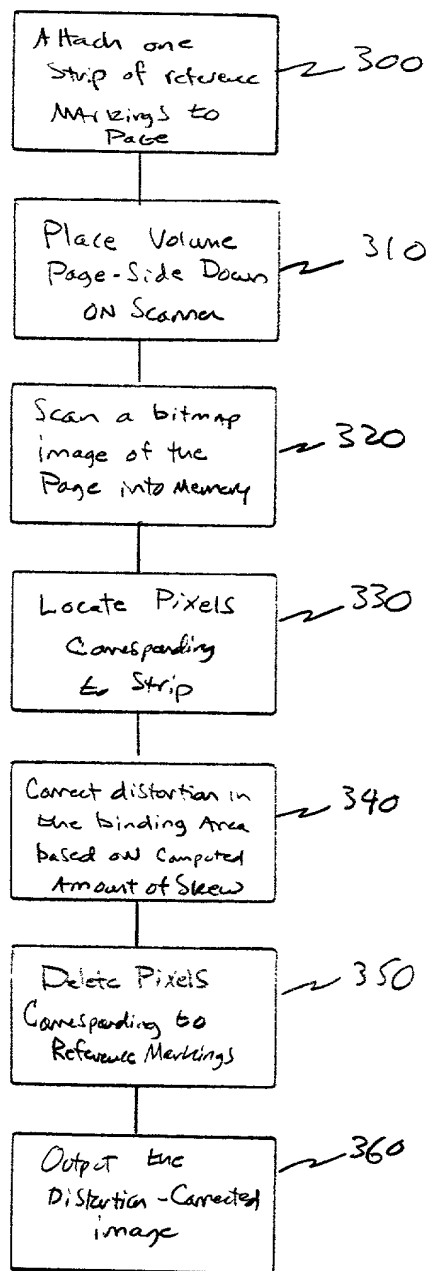 Attach one
Strip of reference
Markings to
Page
300
Place Volume
Page-Side Down
ON Scanner
310
Scan a bitmap
image of the
Page into Memory
320
Locate Pixels
Corresponding
to Strip
330
Correct distortion in
the binding Area
based on Computed
Amount of Skew
340
Delete Pixels
Corresponding to
Reference Markings
350
Output the
Distortion-Corrected
image
360